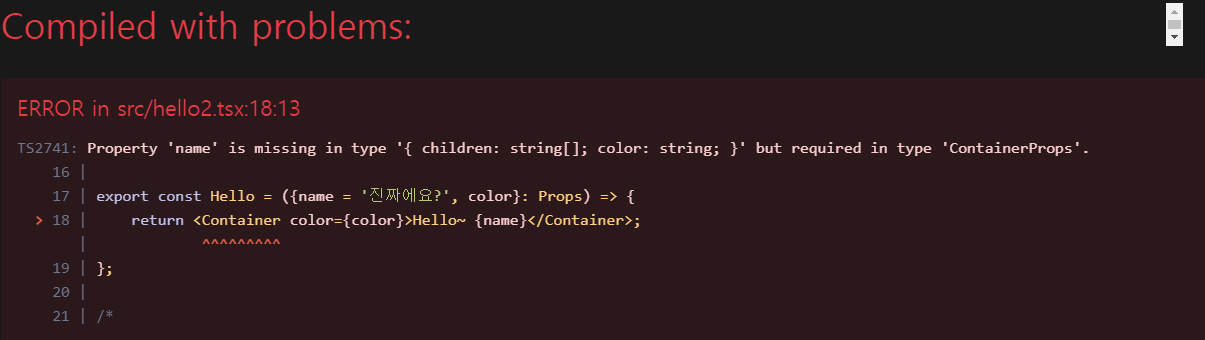 Compiled with problems:
ERROR in src/hello2.tsx:18:13
TS2741: Property 'name' is missing in type '{ children: string[]; color: string; }' but required in type 'ContainerProps'.
16 |
17 | export const Hello = ({name = '진짜에요?', color}: Props) => {
> 18 |     return <Container color={color}>Hello~ {name}</Container>;
|             ^^^^^^^^^
19 | };
20 |
21 | /*